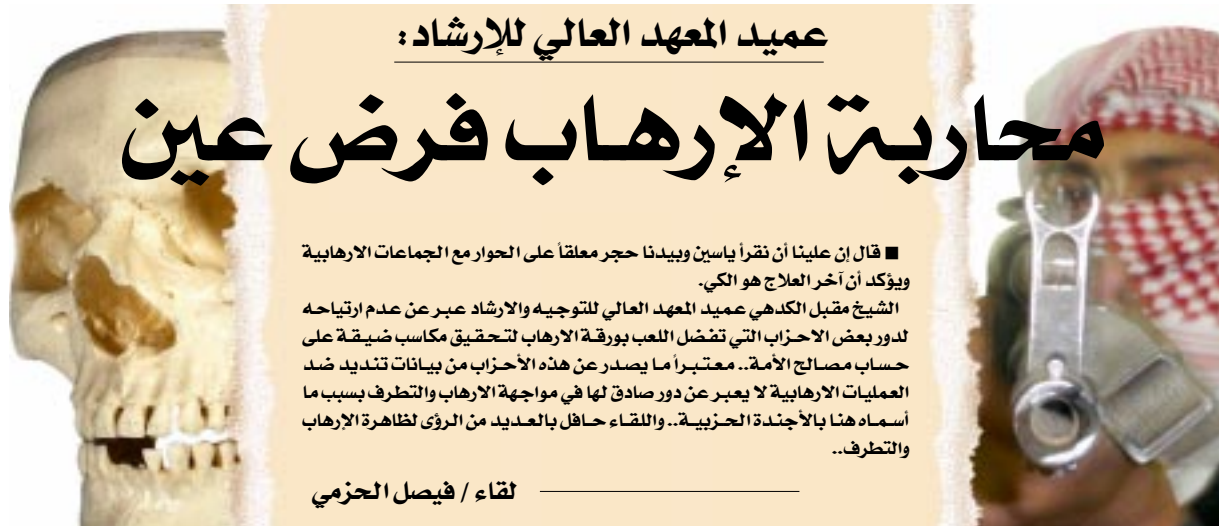 عميد المعهد العالي للإرشاد:
محاربة الإرهاب فرض عين
■ قال إن علينا أن نقرأ ياسين وبيدنا حجر معلقاً على الحوار مع الجماعات الارهابية
ويؤكد أن آخر العلاج هو الكي.
الشيخ مقبل الكدهي عميد المعهد العالي للتوجيه والارشاد عبر عن عدم ارتياحه
لدور بعض الاحزاب التي تفضل اللعب بورقة الارهاب لتحقيق مكاسب ضيقة على
حساب مصالح الأمة.. معتبراً ما يصدر عن هذه الأحزاب من بيانات تنديد ضد
العمليات الارهابية لا يعبر عن دور صادق لها في مواجهة الارهاب والتطرف بسبب ما
أسماه هنا بالأجندة الحزبية.. واللقاء حافل بالعديد من الرؤى لظاهرة الإرهاب
والتطرف..
لقاء / فيصل الحزمي